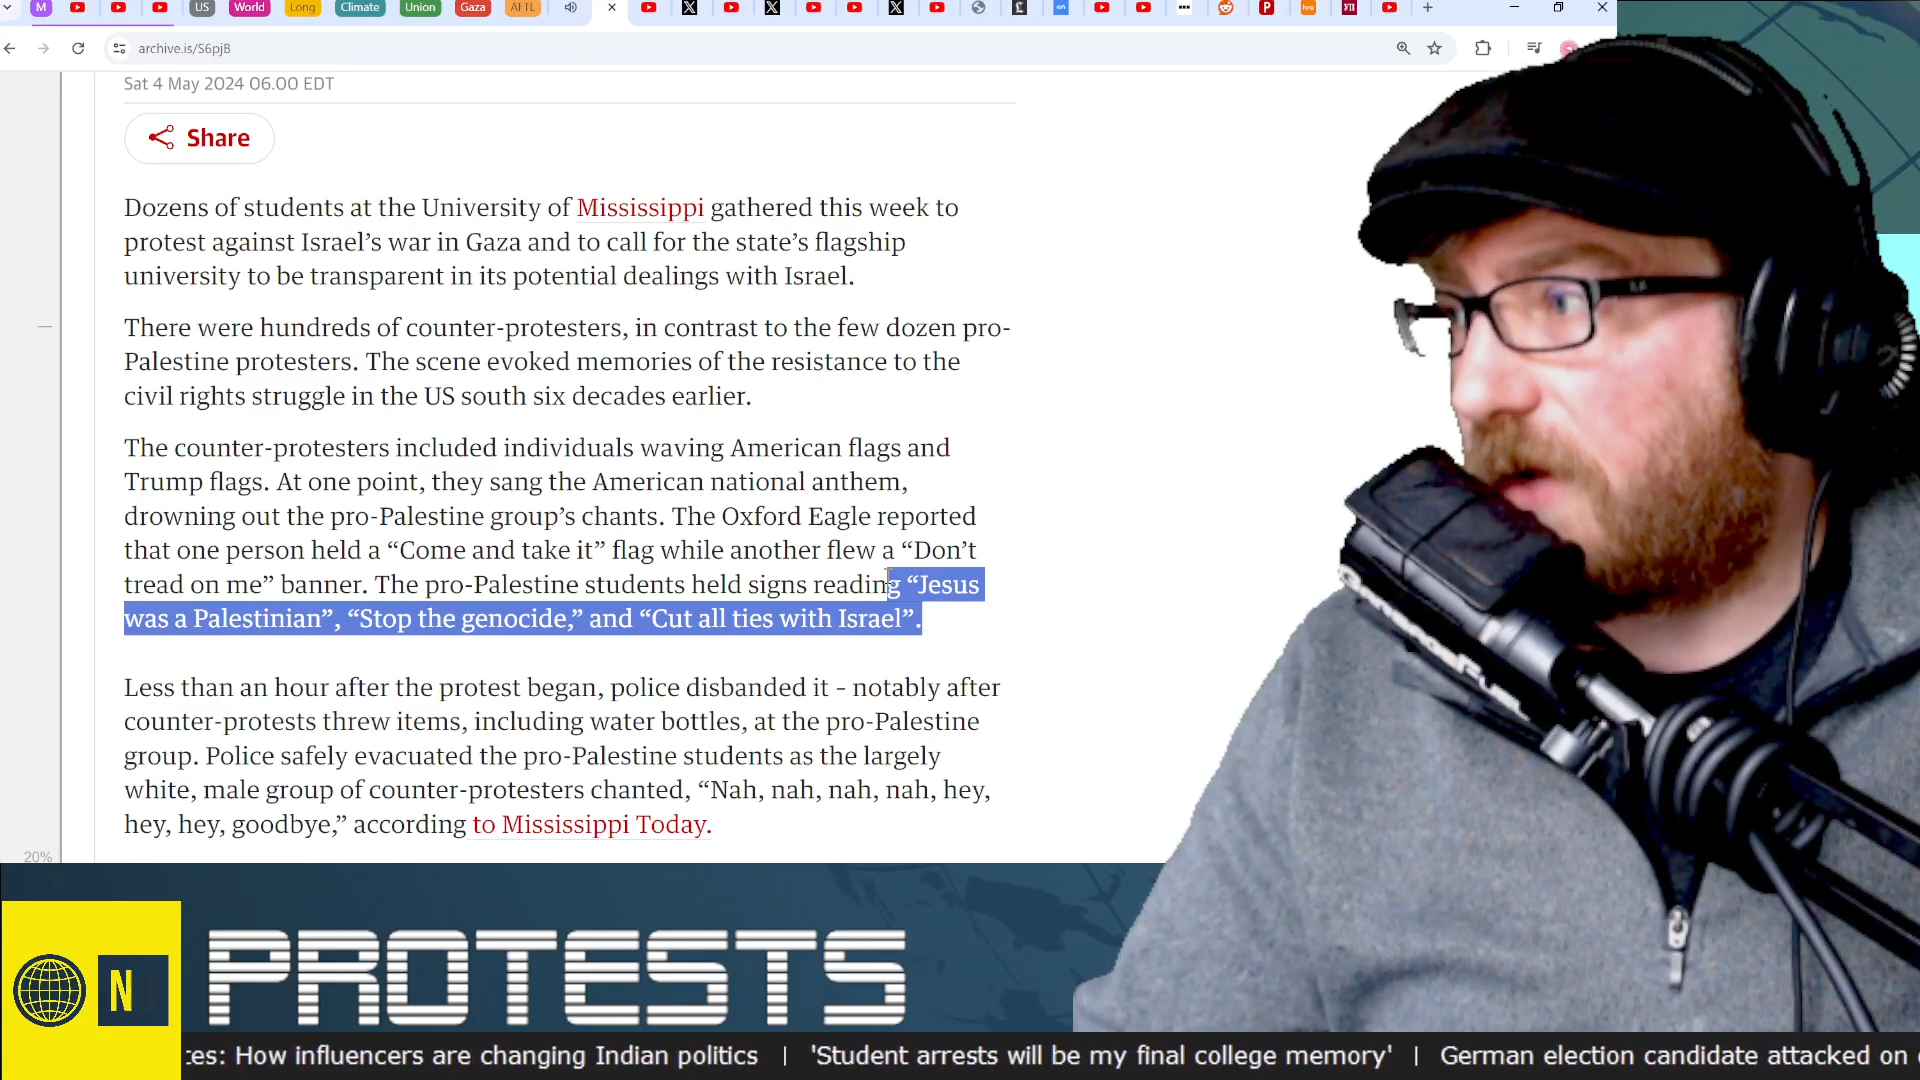 US
World
Long
Climate
Union
Gaza
AFTL
archive.is/S6pjB
Sat 4 May 2024 06.00 EDT
Share
Dozens of students at the University of Mississippi gathered this week to
protest against Israel’s war in Gaza and to call for the state’s flagship
university to be transparent in its potential dealings with Israel.
There were hundreds of counter-protesters, in contrast to the few dozen pro-
Palestine protesters. The scene evoked memories of the resistance to the
civil rights struggle in the US south six decades earlier.
The counter-protesters included individuals waving American flags and
Trump flags. At one point, they sang the American national anthem,
drowning out the pro-Palestine group’s chants. The Oxford Eagle reported
that one person held a “Come and take it” flag while another flew a “Don’t
tread on me” banner. The pro-Palestine students held signs reading “Jesus
was a Palestinian”, “Stop the genocide,” and “Cut all ties with Israel”.
Less than an hour after the protest began, police disbanded it – notably after
counter-protests threw items, including water bottles, at the pro-Palestine
group. Police safely evacuated the pro-Palestine students as the largely
white, male group of counter-protesters chanted, “Nah, nah, nah, nah, hey,
hey, hey, goodbye,” according to Mississippi Today.
20%
N
PROTESTS
tes: How influencers are changing Indian politics | 'Student arrests will be my final college memory' | German election candidate attacked on